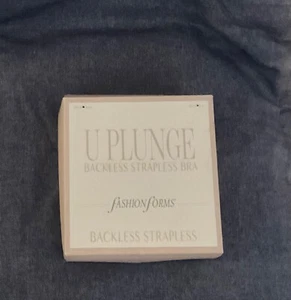 U PLUNGE
BACKLESS STRAPLESS BRA
fASHION fORMS®
BACKLESS STRAPLESS